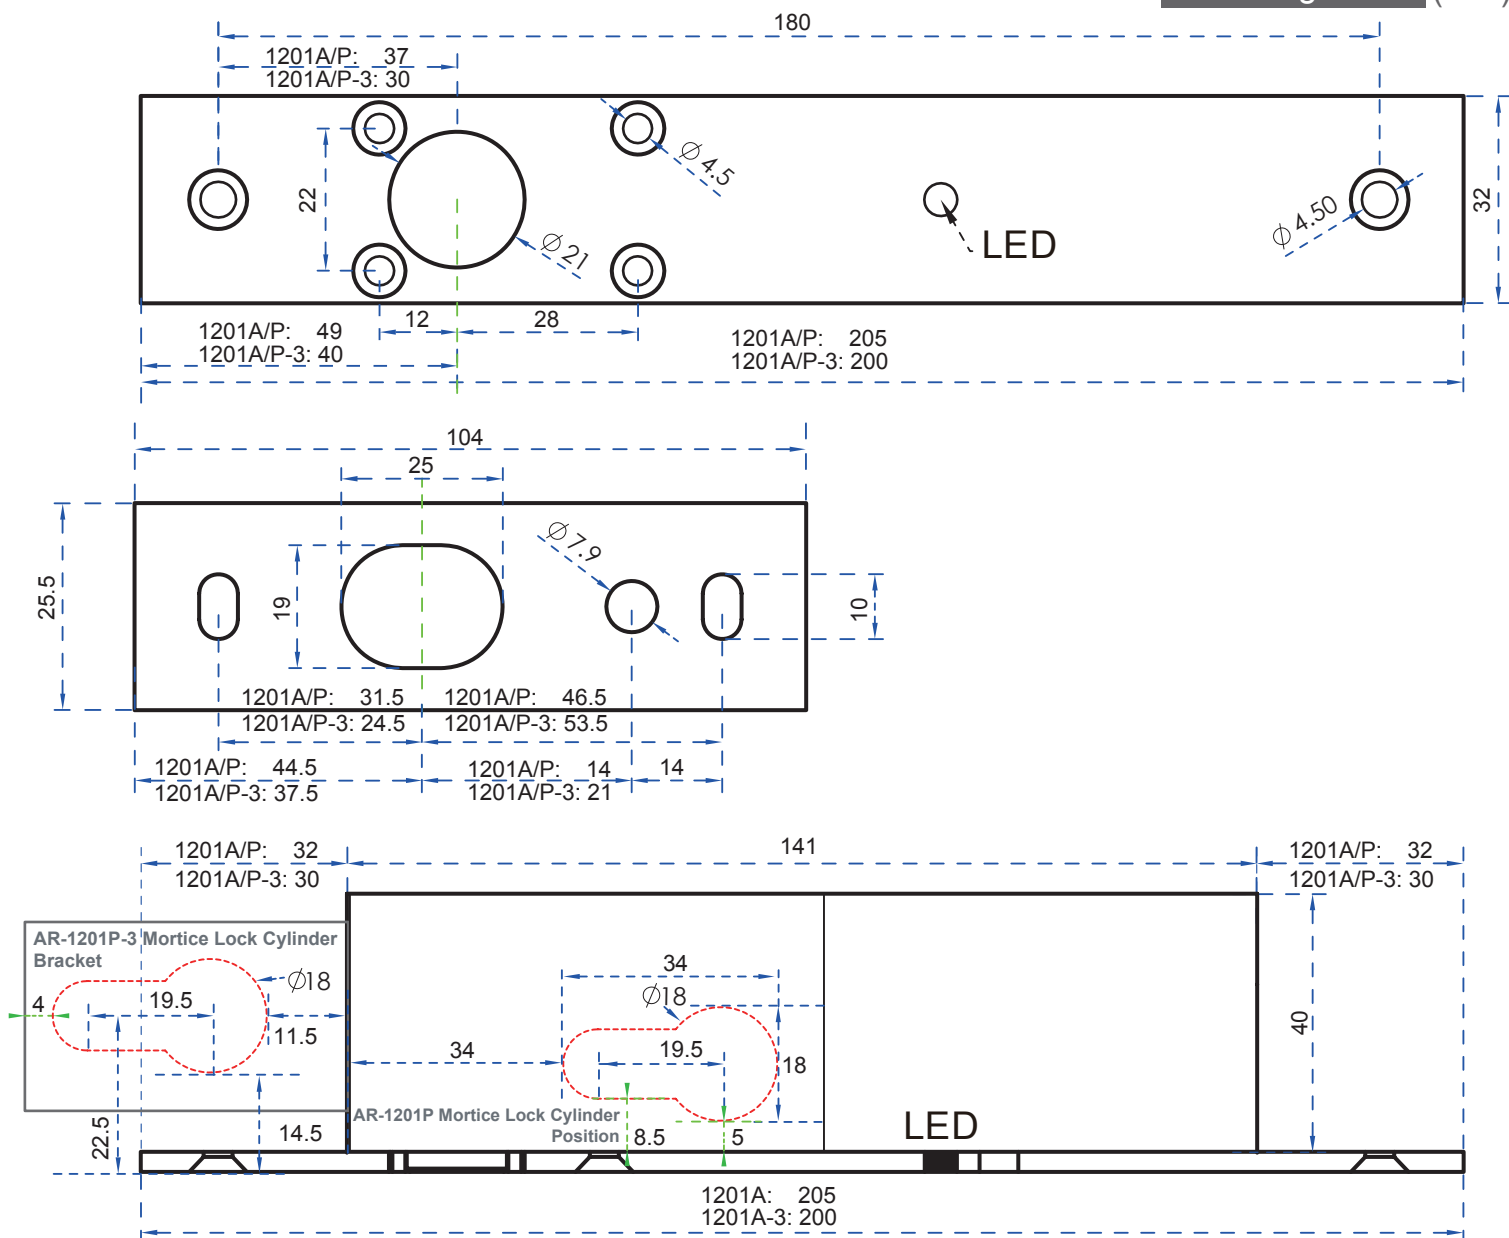 180
1201A/P: 37
1201A/P-3: 30
Ø 4.5
22
Ø 21
LED
Ø 4.50
32
12
28
1201A/P: 49
1201A/P-3: 40
1201A/P: 205
1201A/P-3: 200
104
25
25.5
19
Ø 7.9
10
1201A/P: 31.5
1201A/P-3: 24.5
1201A/P: 46.5
1201A/P-3: 53.5
1201A/P: 44.5
1201A/P-3: 37.5
1201A/P: 14
1201A/P-3: 21
14
1201A/P: 32
1201A/P-3: 30
141
1201A/P: 32
1201A/P-3: 30
AR-1201P-3 Mortice Lock Cylinder
Bracket
Ø18
4
19.5
11.5
22.5
14.5
34
Ø18
34
19.5
18
40
AR-1201P Mortice Lock Cylinder
Position
8.5
5
LED
1201A: 205
1201A-3: 200